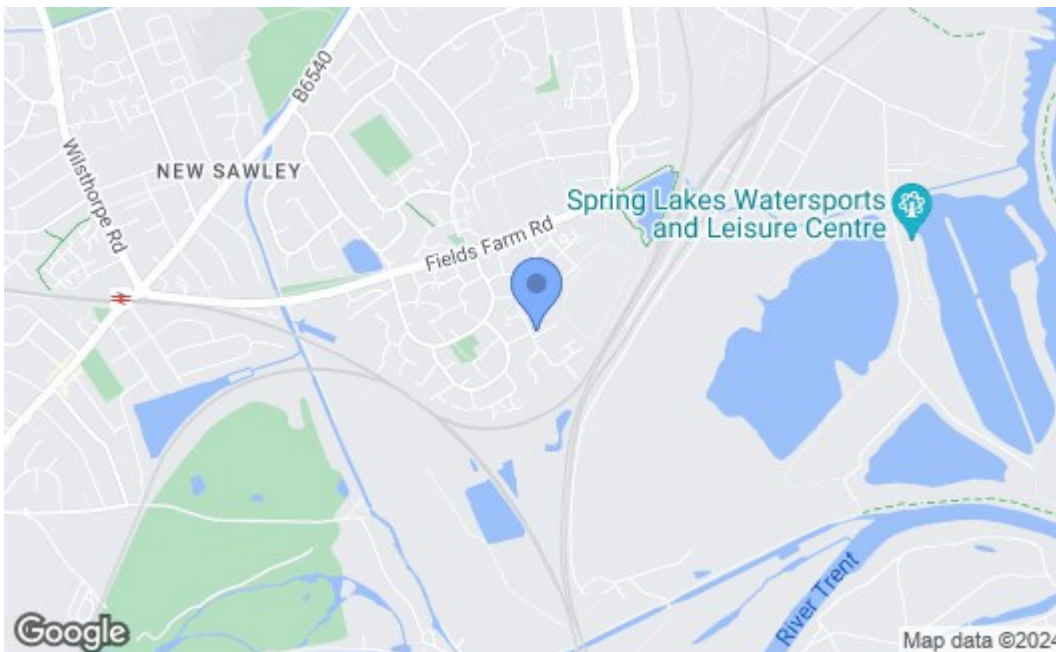 B6540
Wilsthorpe Rd
NEW SAWLEY
Spring Lakes Watersports
and Leisure Centre
Fields Farm Rd
River Trent
Google
Map data ©2024